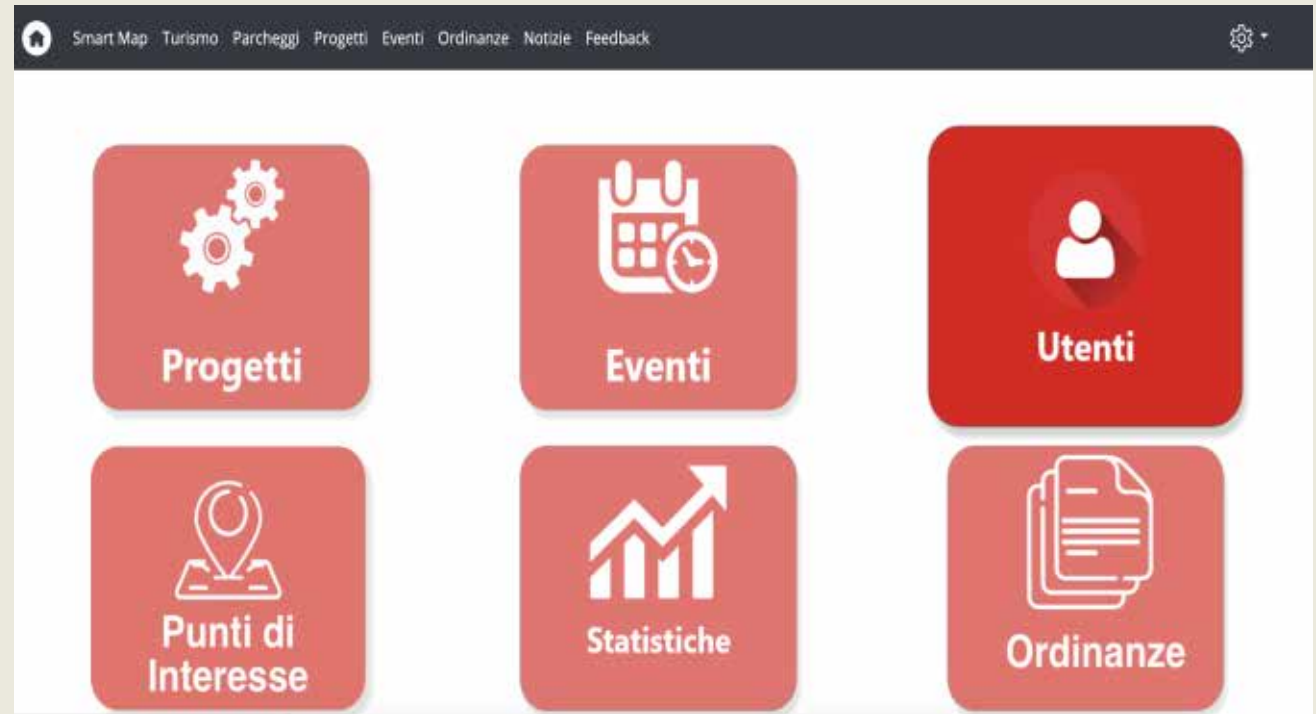 Smart Map Turismo Parcheggi Progetti Eventi Ordinanze Notizie Feedback
Progetti
Eventi
Utenti
Punti di
Interesse
Statistiche
Ordinanze